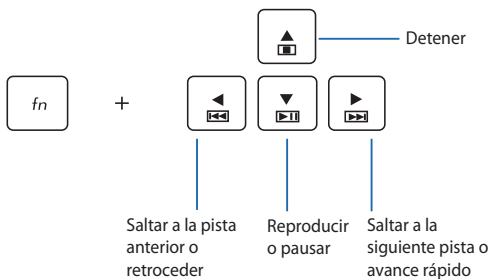 Detener
fn +
Saltar a la pista
anterior o
retroceder
Reproducir
o pausar
Saltar a la
siguiente pista o
avance rápido